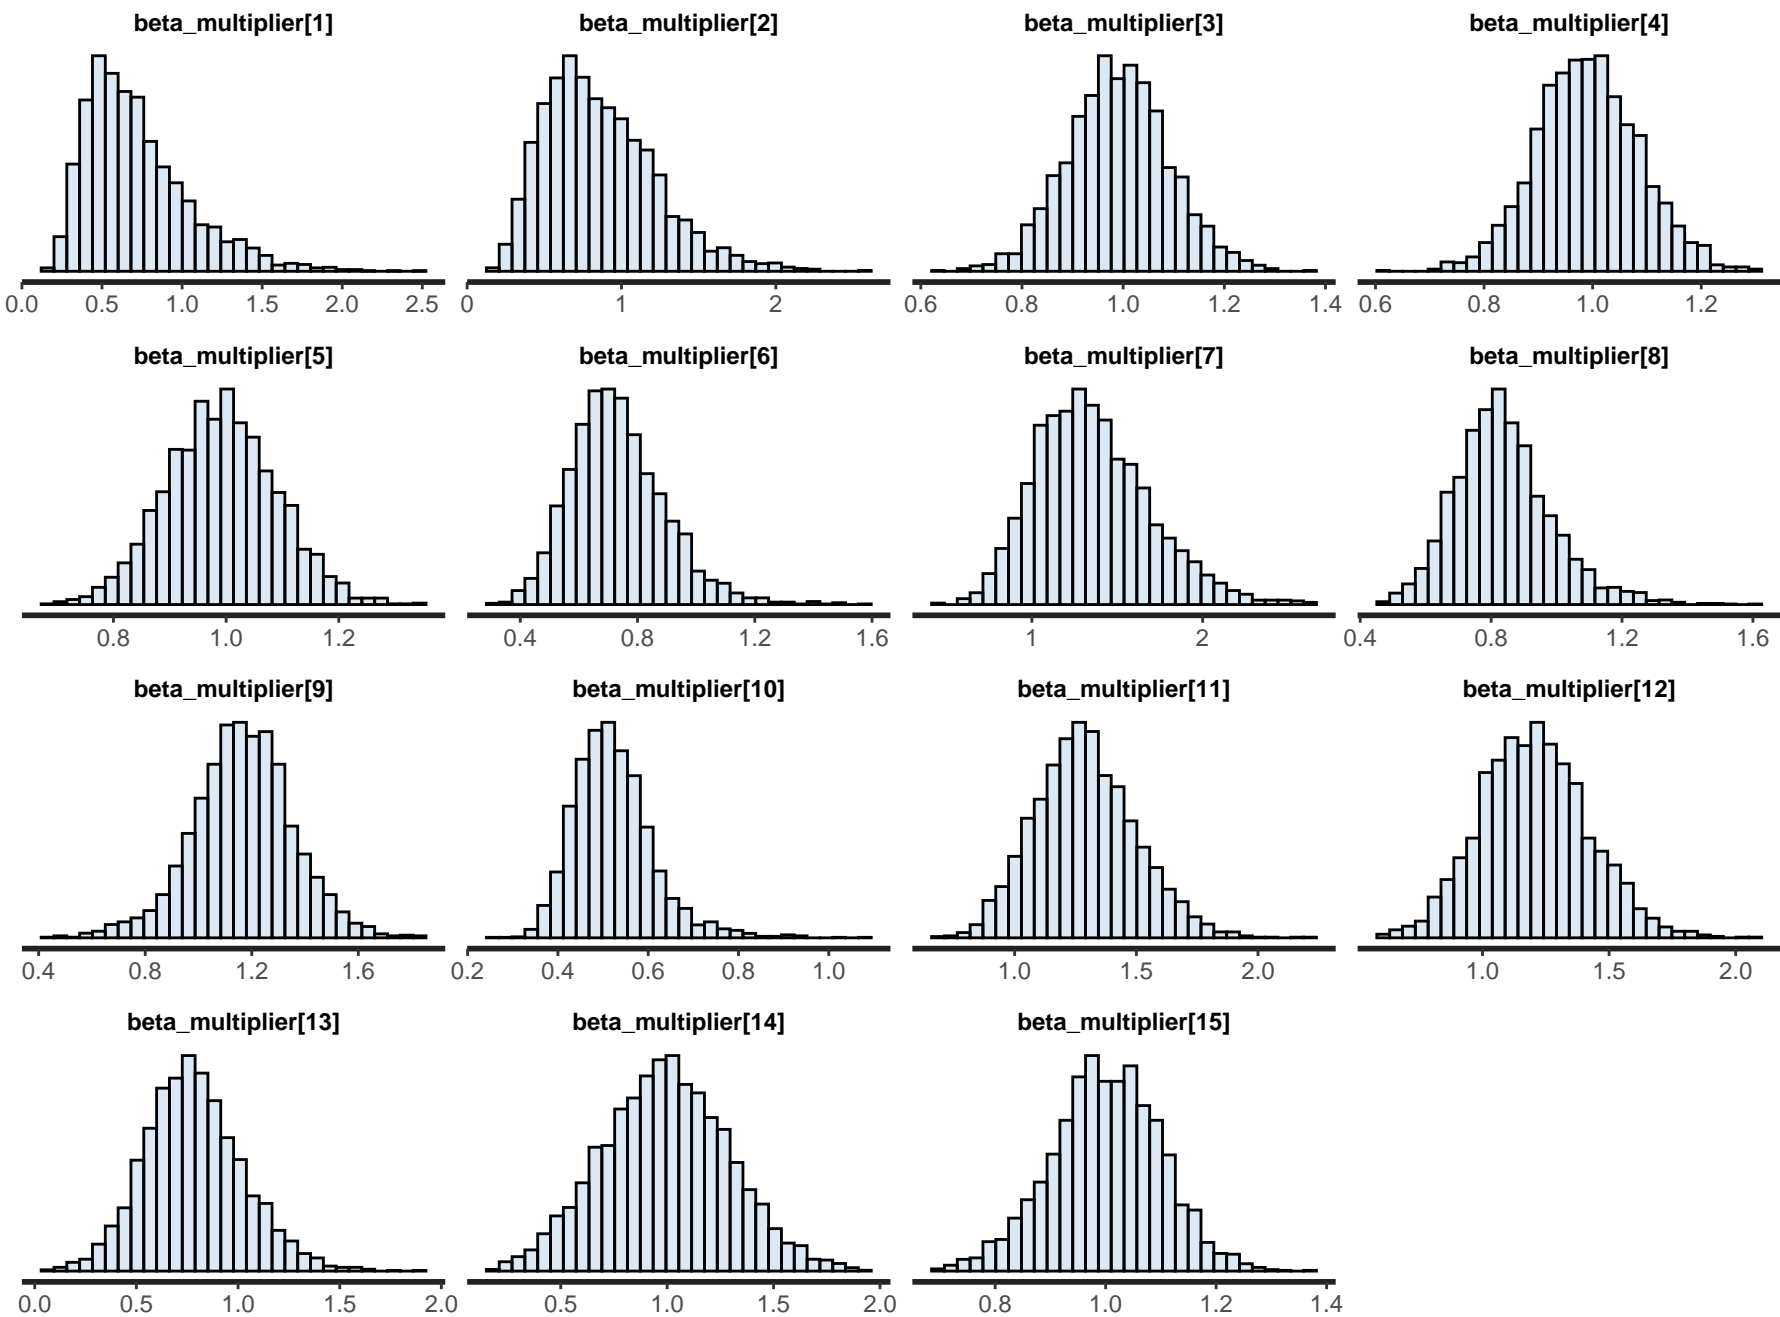 beta_multiplier[1] beta_multiplier[2] beta_multiplier[3] beta_multiplier[4]
0.0 0.5 1.0 1.5 2.0 2.5 0 1 2 0.6 0.8 1.0 1.2 1.4 0.6 0.8 1.0 1.2
beta_multiplier[5] beta_multiplier[6] beta_multiplier[7] beta_multiplier[8]
0.8 1.0 1.2 0.4 0.8 1.2 1.6 1 2 0.4 0.8 1.2 1.6
beta_multiplier[9] beta_multiplier[10] beta_multiplier[11] beta_multiplier[12]
0.4 0.8 1.2 1.6 0.2 0.4 0.6 0.8 1.0 1.0 1.5 2.0 1.0 1.5 2.0
beta_multiplier[13] beta_multiplier[14] beta_multiplier[15]
0.0 0.5 1.0 1.5 2.0 0.5 1.0 1.5 2.0 0.8 1.0 1.2 1.4